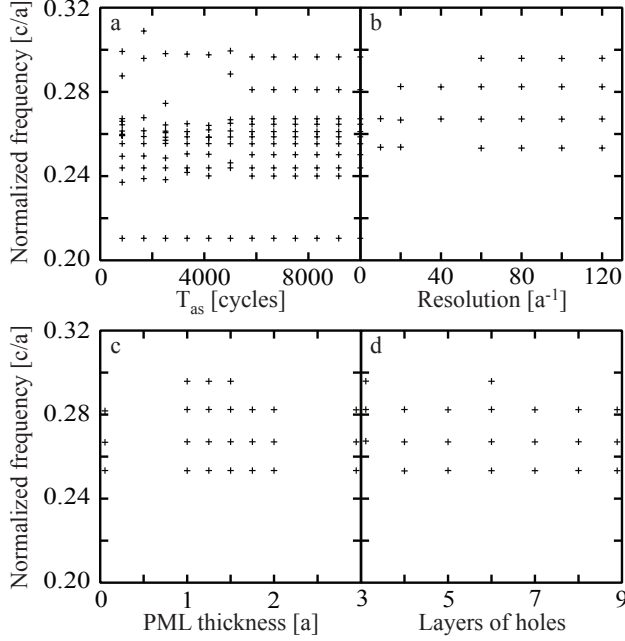 0.32
a
b
0.28
0.24
0.20
Normalized frequency [c/a]
0 4000 8000 0 40 80 120
T_as [cycles] Resolution [a⁻¹]
0.32
c
d
0.28
0.24
0.20
Normalized frequency [c/a]
0 1 2 3 5 7 9
PML thickness [a] Layers of holes